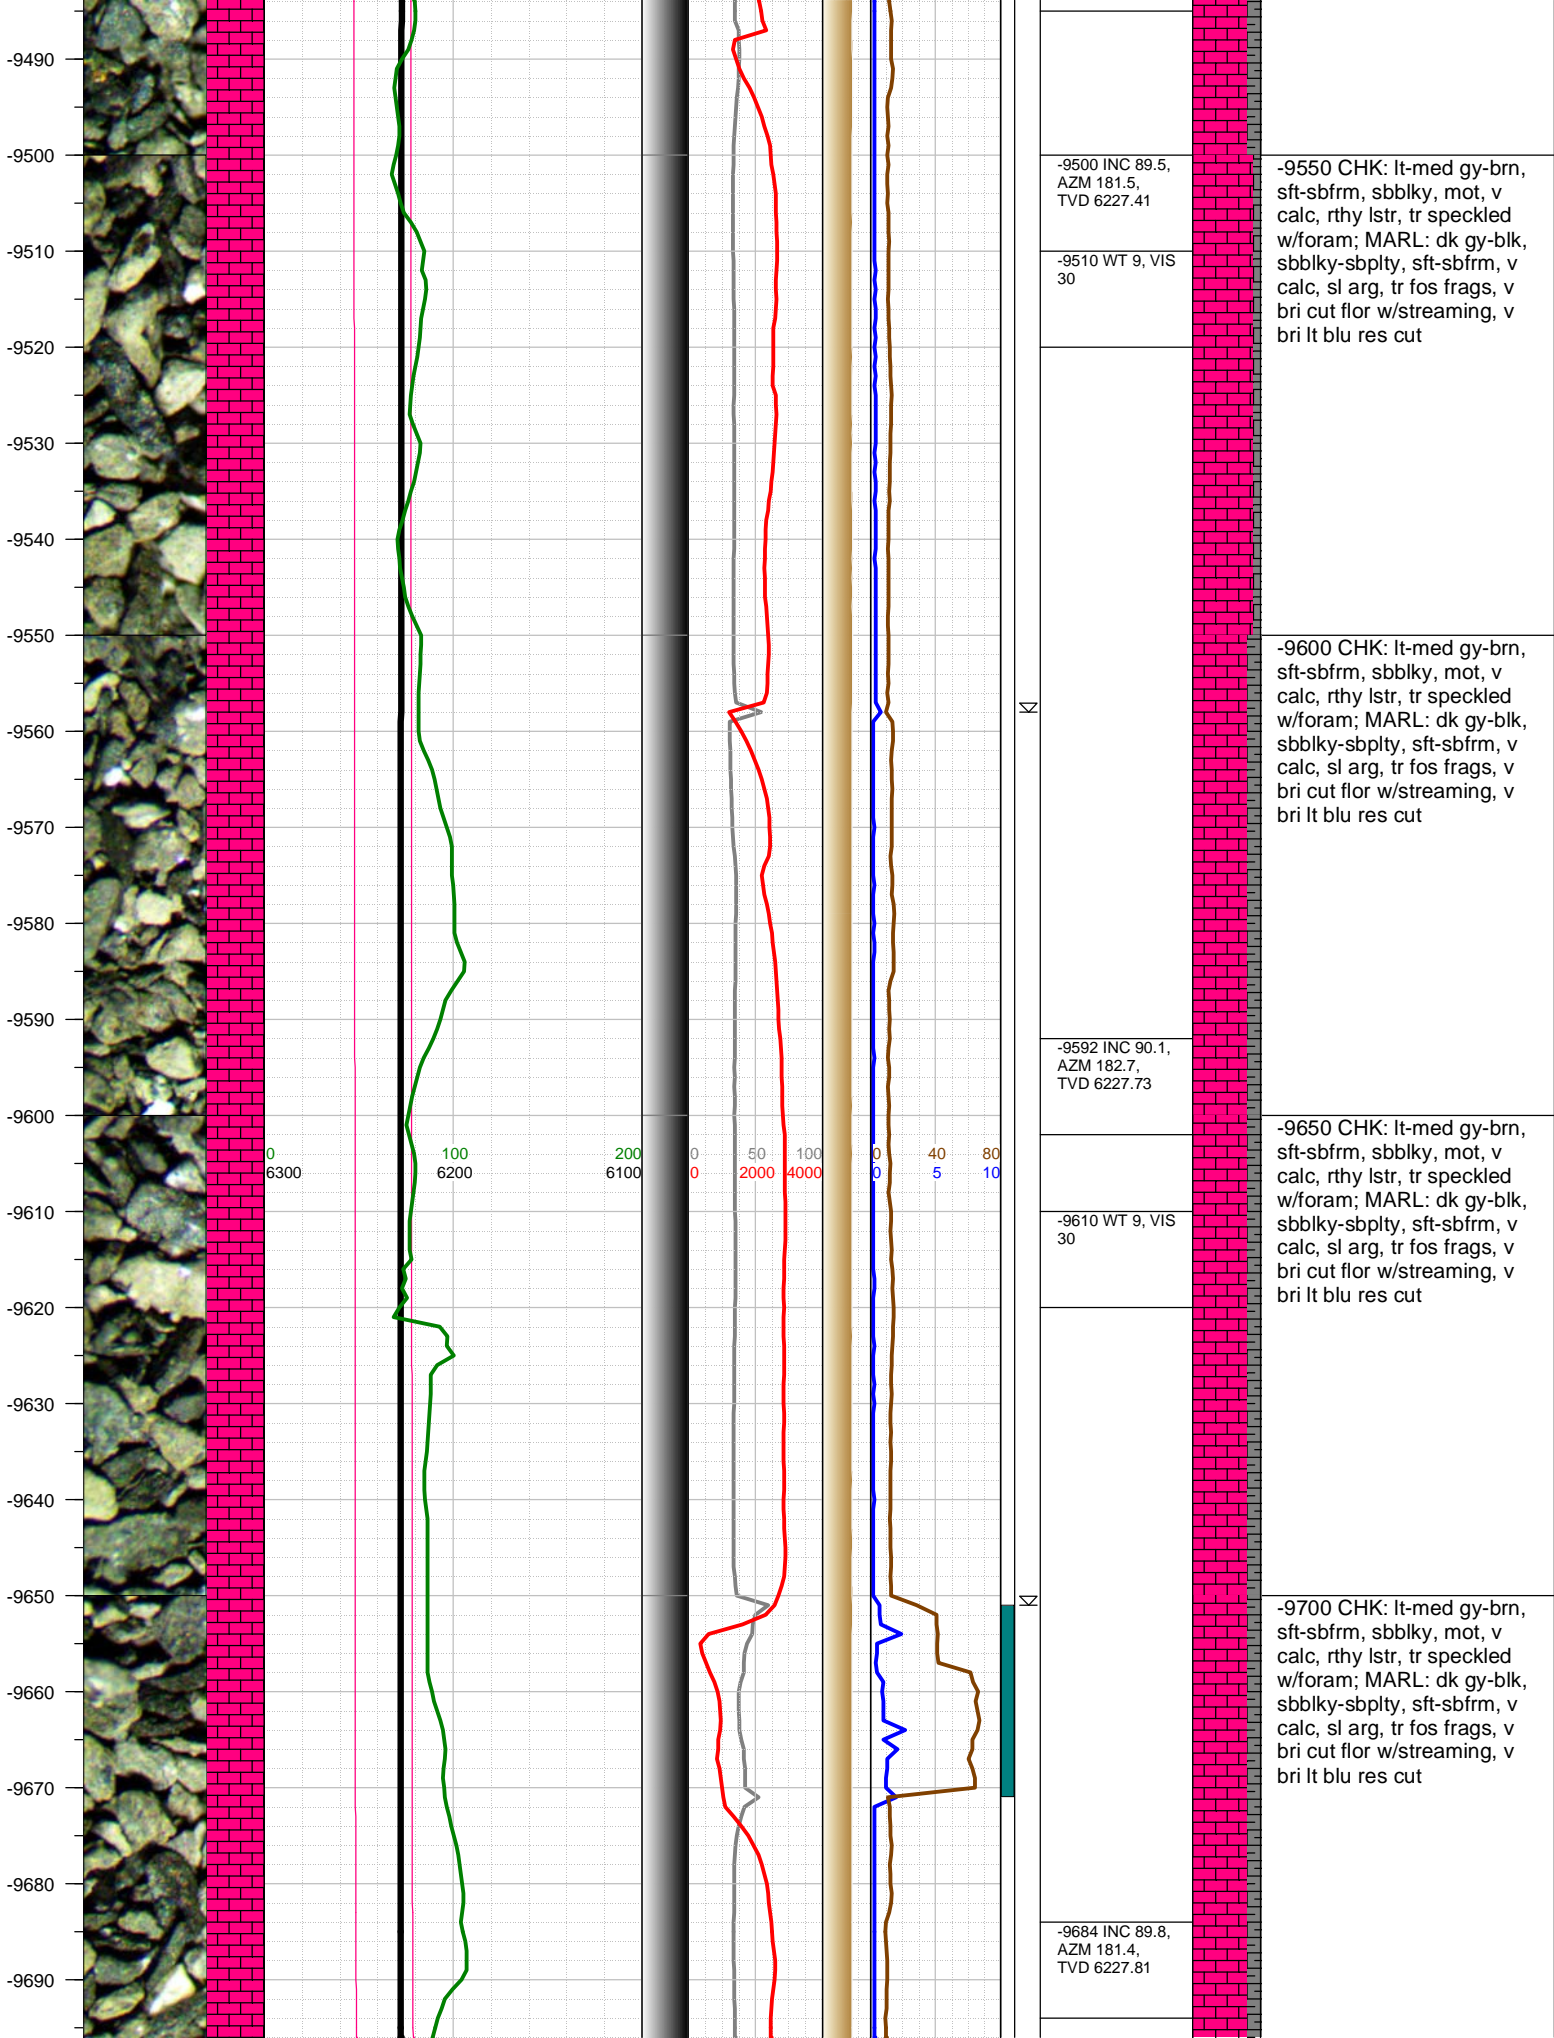 -9490
-9500
-9510
-9520
-9530
-9540
-9550
-9560
-9570
-9580
-9590
-9600
-9610
-9620
-9630
-9640
-9650
-9660
-9670
-9680
-9690
0 100 200
6300 6200 6100
0 50 100
0 2000 4000
0 40 80
0 5 10
-9500 INC 89.5,
AZM 181.5,
TVD 6227.41
-9510 WT 9, VIS
30
-9592 INC 90.1,
AZM 182.7,
TVD 6227.73
-9610 WT 9, VIS
30
-9684 INC 89.8,
AZM 181.4,
TVD 6227.81
-9550 CHK: lt-med gy-brn,
sft-sbfrm, sbblky, mot, v
calc, rthy lstr, tr speckled
w/foram; MARL: dk gy-blk,
sbblky-sbplty, sft-sbfrm, v
calc, sl arg, tr fos frags, v
bri cut flor w/streaming, v
bri lt blu res cut
-9600 CHK: lt-med gy-brn,
sft-sbfrm, sbblky, mot, v
calc, rthy lstr, tr speckled
w/foram; MARL: dk gy-blk,
sbblky-sbplty, sft-sbfrm, v
calc, sl arg, tr fos frags, v
bri cut flor w/streaming, v
bri lt blu res cut
-9650 CHK: lt-med gy-brn,
sft-sbfrm, sbblky, mot, v
calc, rthy lstr, tr speckled
w/foram; MARL: dk gy-blk,
sbblky-sbplty, sft-sbfrm, v
calc, sl arg, tr fos frags, v
bri cut flor w/streaming, v
bri lt blu res cut
-9700 CHK: lt-med gy-brn,
sft-sbfrm, sbblky, mot, v
calc, rthy lstr, tr speckled
w/foram; MARL: dk gy-blk,
sbblky-sbplty, sft-sbfrm, v
calc, sl arg, tr fos frags, v
bri cut flor w/streaming, v
bri lt blu res cut